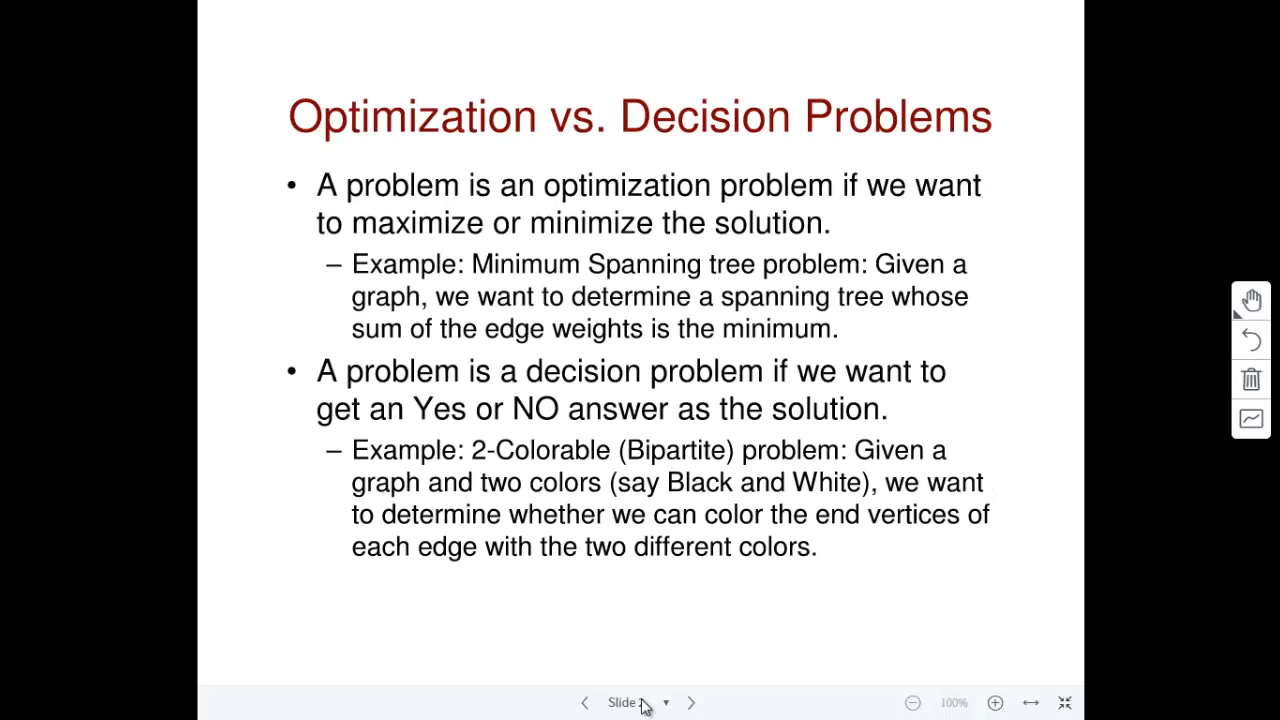 Optimization vs. Decision Problems
• A problem is an optimization problem if we want
to maximize or minimize the solution.
– Example: Minimum Spanning tree problem: Given a
graph, we want to determine a spanning tree whose
sum of the edge weights is the minimum.
• A problem is a decision problem if we want to
get an Yes or NO answer as the solution.
– Example: 2-Colorable (Bipartite) problem: Given a
graph and two colors (say Black and White), we want
to determine whether we can color the end vertices of
each edge with the two different colors.
Slide
100%